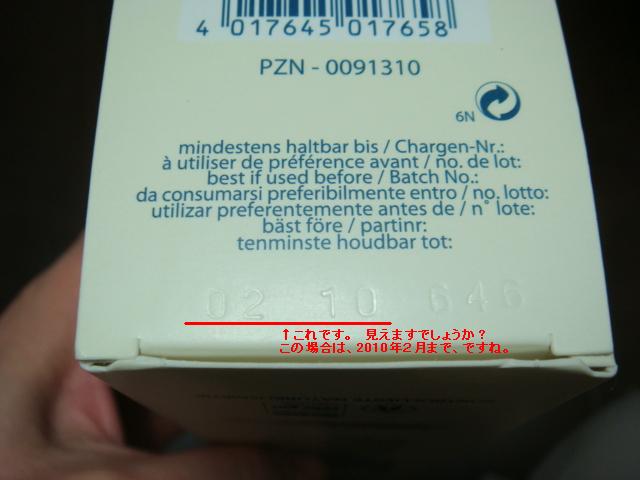 4 017645 017658
PZN - 0091310
6N
mindestens haltbar bis / Chargen-Nr.:
à utiliser de préférence avant / no. de lot:
best if used before / Batch No.:
da consumarsi preferibilmente entro / no. lotto:
utilizar preferentemente antes de / n° lote:
bäst före / partinr:
tenminste houdbar tot:
02 10 646
↑これです。 見えますでしょうか？
この場合は、2010年2月まで、ですね。